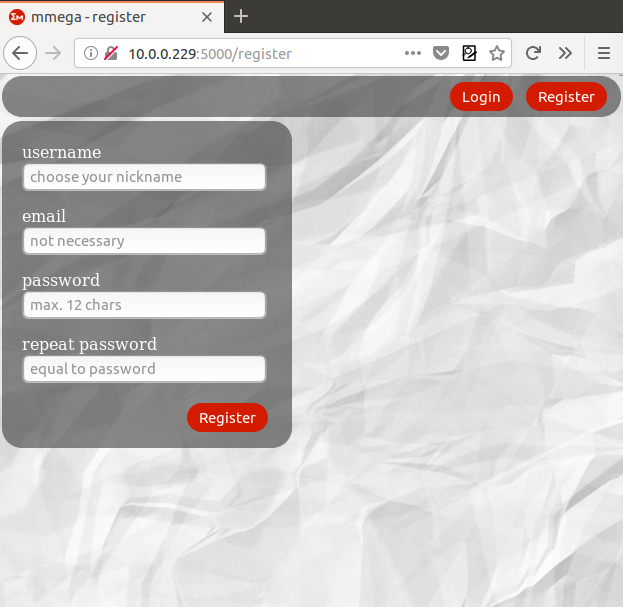 mmega - register
10.0.0.229:5000/register
Login Register
username
choose your nickname
email
not necessary
password
max. 12 chars
repeat password
equal to password
Register